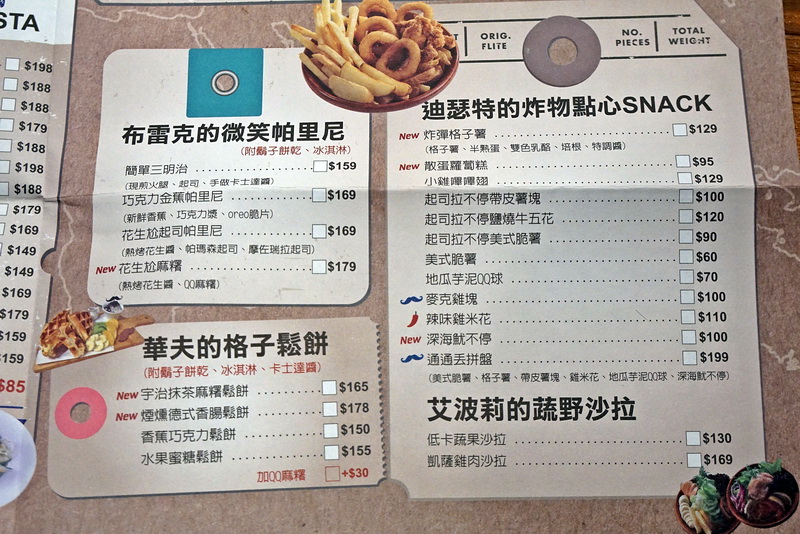 STA
$198
$188
$188
$179
$188
$198
$188
$179
$169
$149
$149
$169
$179
$159
$159
$85
布雷克的微笑帕里尼
(附鬍子餅乾、冰淇淋)
簡單三明治 $159
(現煎火腿、起司、手做卡士達醬)
巧克力金蕉帕里尼 $169
(新鮮香蕉、巧克力漿、oreo脆片)
花生尬起司帕里尼 $169
(熱烤花生醬、帕瑪森起司、摩佐瑞拉起司)
New 花生尬麻糬 $179
(熱烤花生醬、QQ麻糬)
華夫的格子鬆餅
(附鬍子餅乾、冰淇淋、卡士達醬)
New 宇治抹茶麻糬鬆餅 $165
New 煙燻德式香腸鬆餅 $178
香蕉巧克力鬆餅 $150
水果蜜糖鬆餅 $155
加QQ麻糬 +$30
T ORIG. FLITE NO. PIECES TOTAL WEIGHT
迪瑟特的炸物點心SNACK
New 炸彈格子薯 $129
(格子薯、半熟蛋、雙色乳酪、培根、特調醬)
New 散蛋蘿蔔糕 $95
小雞嗶嗶翅 $129
起司拉不停帶皮薯塊 $100
起司拉不停鹽燒牛五花 $120
起司拉不停美式脆薯 $90
美式脆薯 $60
地瓜芋泥QQ球 $70
麥克雞塊 $100
辣味雞米花 $110
New 深海魷不停 $100
通通丟拼盤 $199
(美式脆薯、格子薯、帶皮薯塊、雞米花、地瓜芋泥QQ球、深海魷不停)
艾波莉的蔬野沙拉
低卡蔬果沙拉 $130
凱薩雞肉沙拉 $169